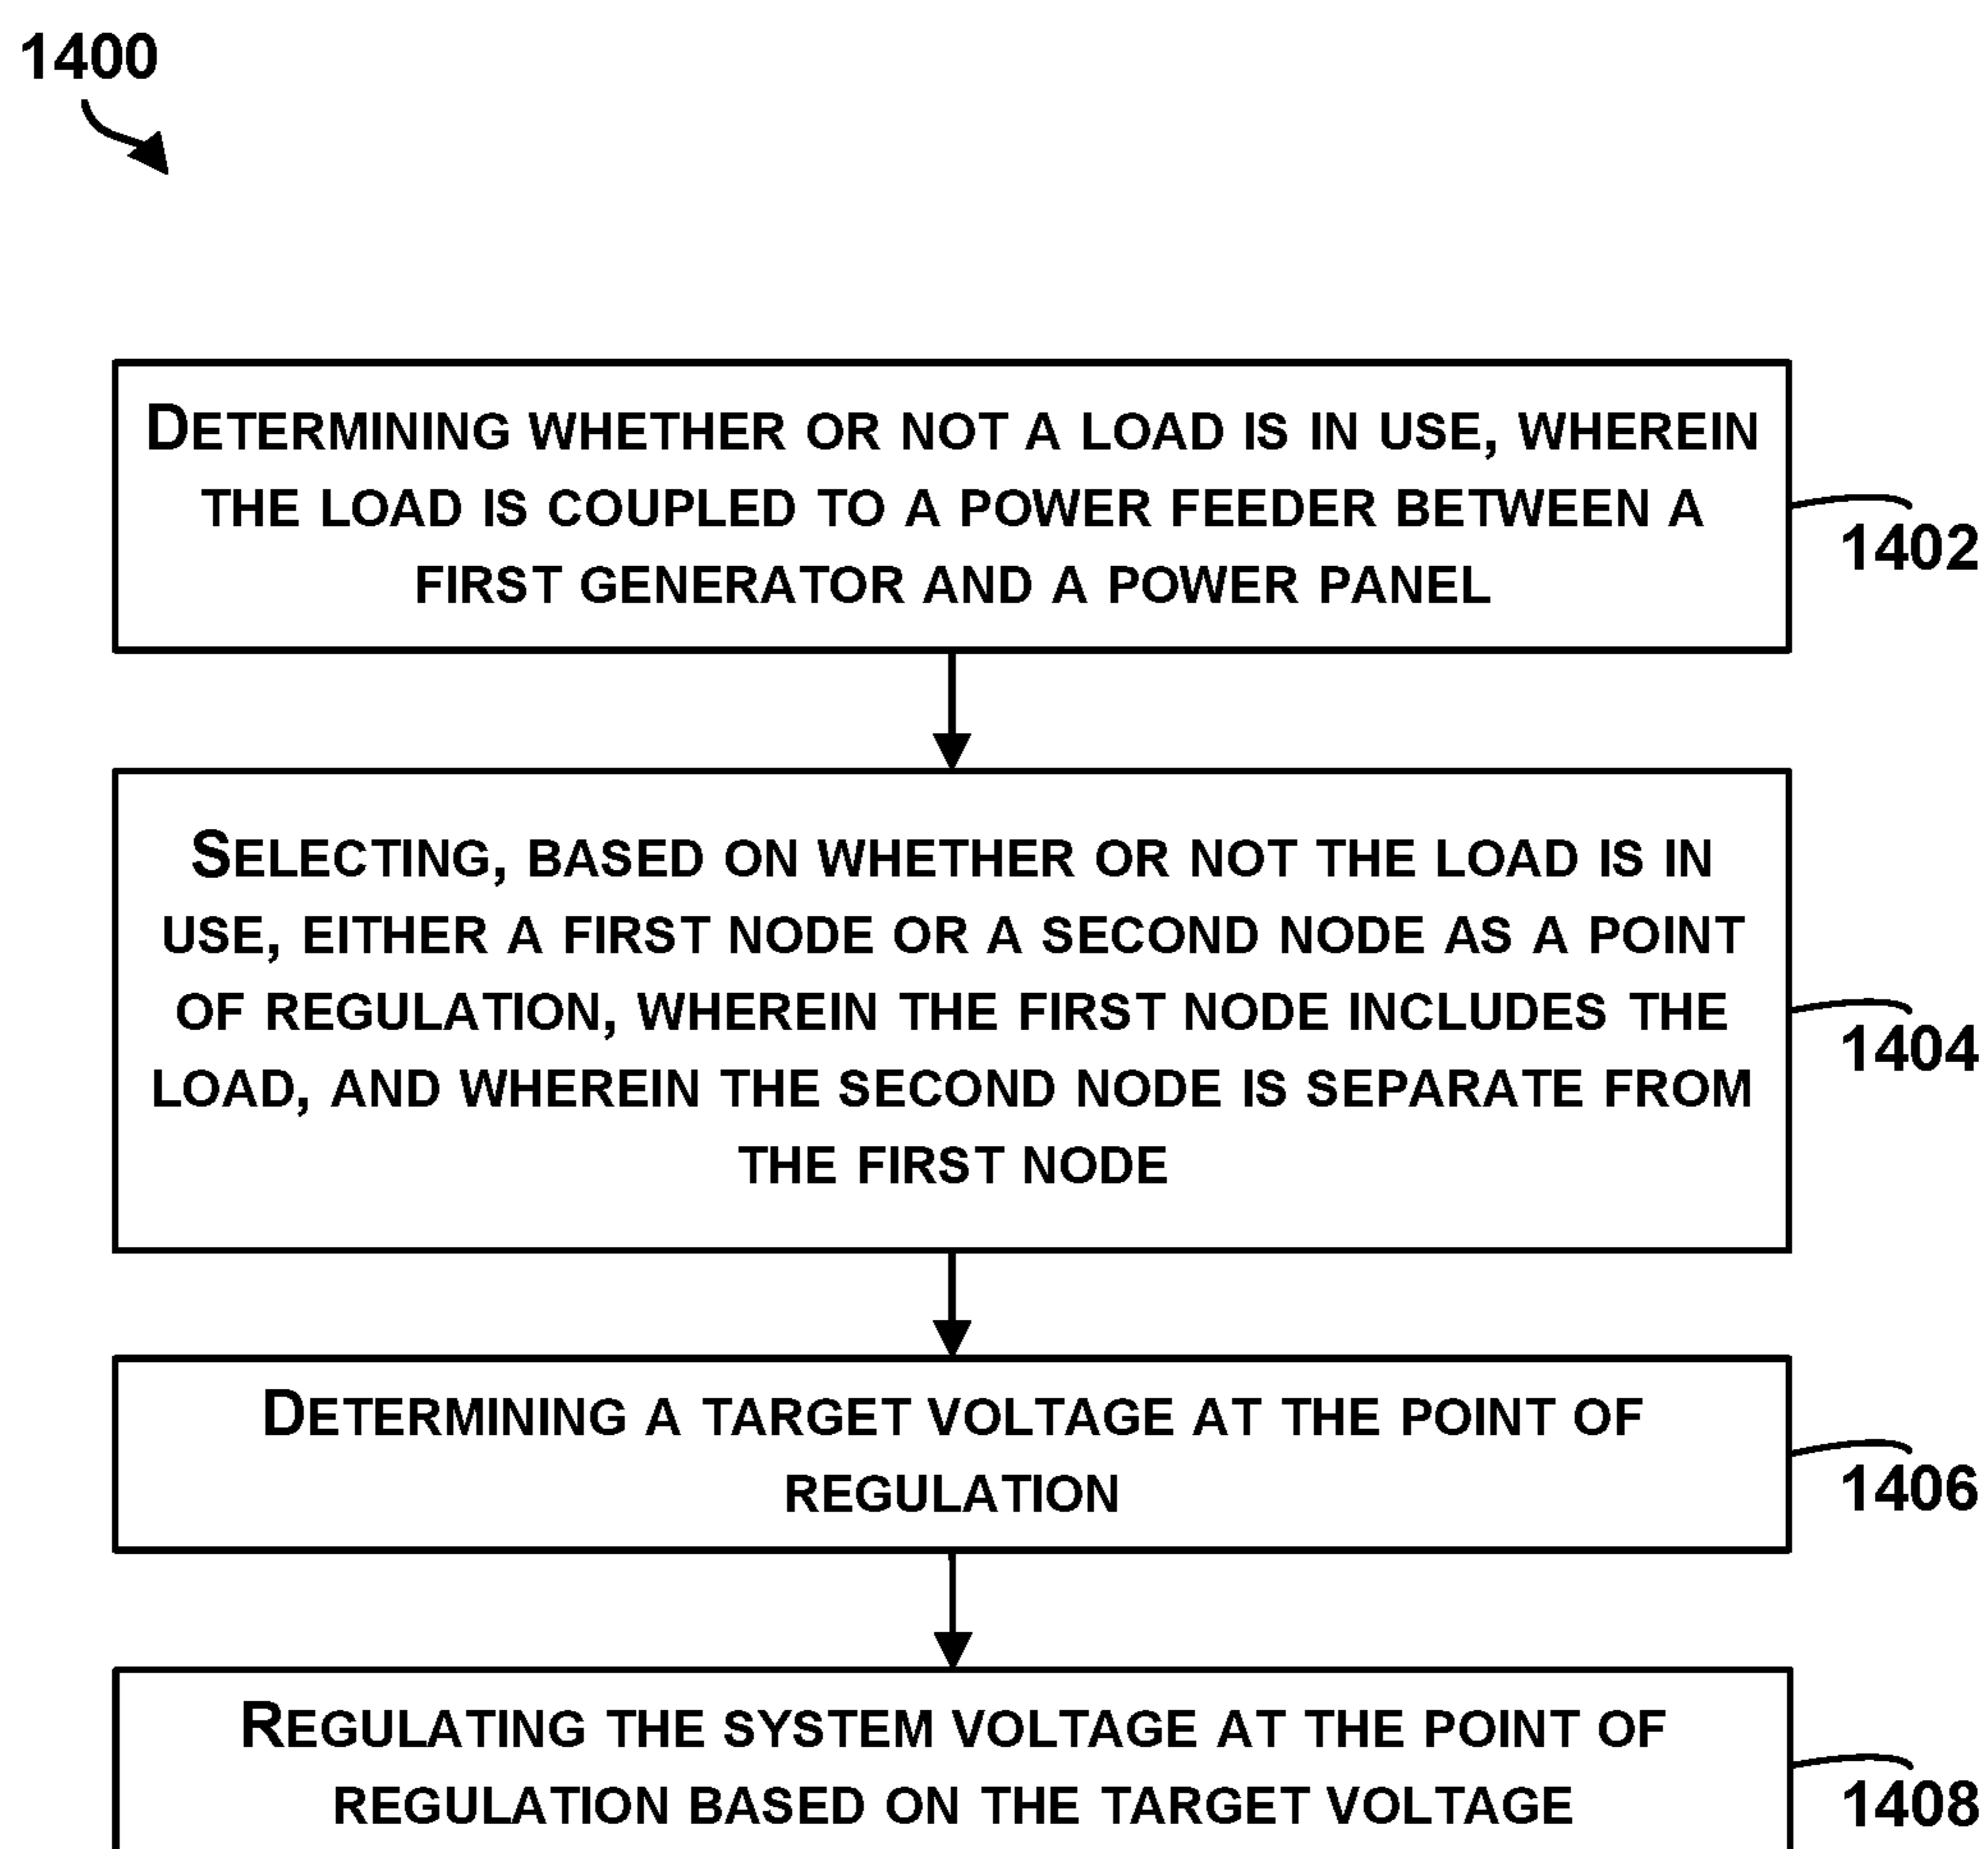 1400
DETERMINING WHETHER OR NOT A LOAD IS IN USE, WHEREIN
THE LOAD IS COUPLED TO A POWER FEEDER BETWEEN A
FIRST GENERATOR AND A POWER PANEL
1402
SELECTING, BASED ON WHETHER OR NOT THE LOAD IS IN
USE, EITHER A FIRST NODE OR A SECOND NODE AS A POINT
OF REGULATION, WHEREIN THE FIRST NODE INCLUDES THE
LOAD, AND WHEREIN THE SECOND NODE IS SEPARATE FROM
THE FIRST NODE
1404
DETERMINING A TARGET VOLTAGE AT THE POINT OF
REGULATION
1406
REGULATING THE SYSTEM VOLTAGE AT THE POINT OF
REGULATION BASED ON THE TARGET VOLTAGE
1408